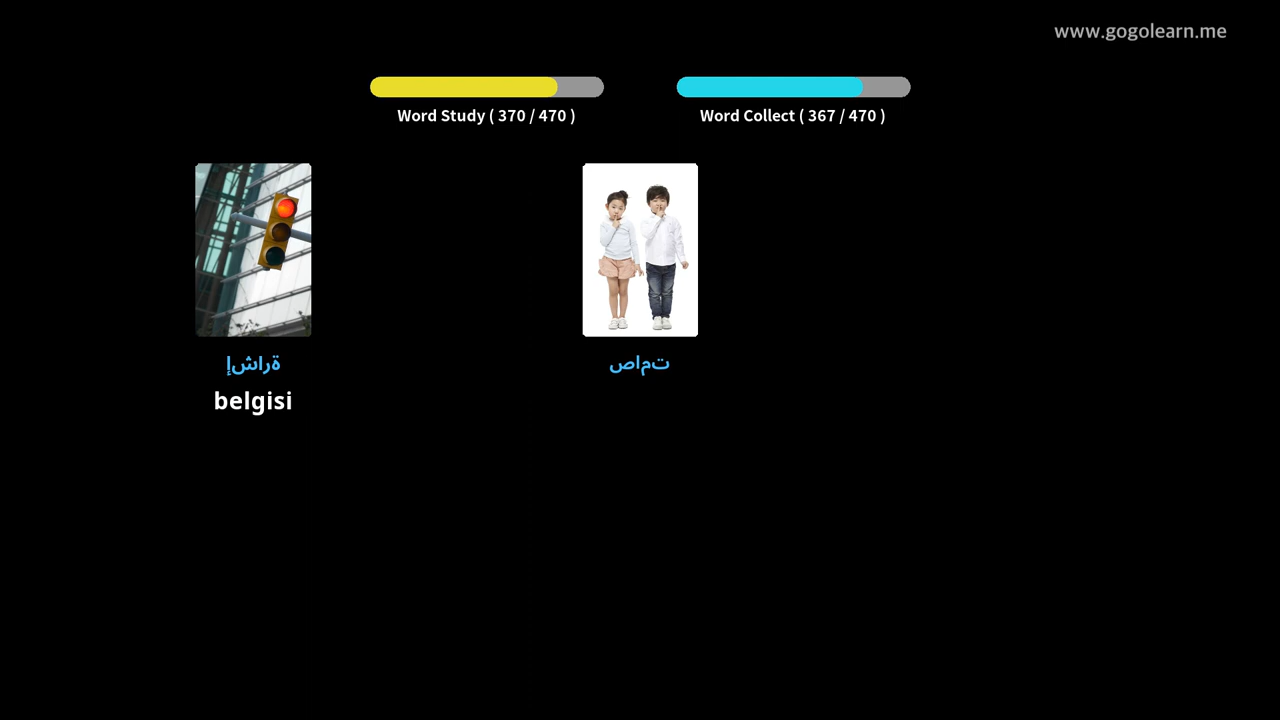 www.gogolearn.me
Word Study ( 370 / 470 )
Word Collect ( 367 / 470 )
ةراشإ
belgisi
تماص